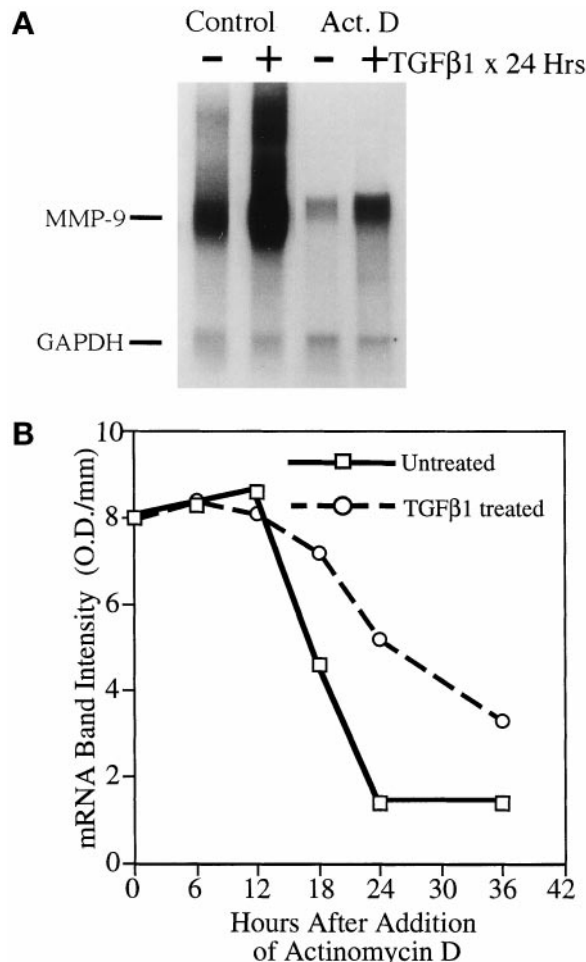 A
Control Act. D
− + − + TGFβ1 x 24 Hrs
MMP-9
GAPDH
B
10
8
6
4
2
0
mRNA Band Intensity (O.D./mm)
Untreated
TGFβ1 treated
0 6 12 18 24 30 36 42
Hours After Addition
of Actinomycin D